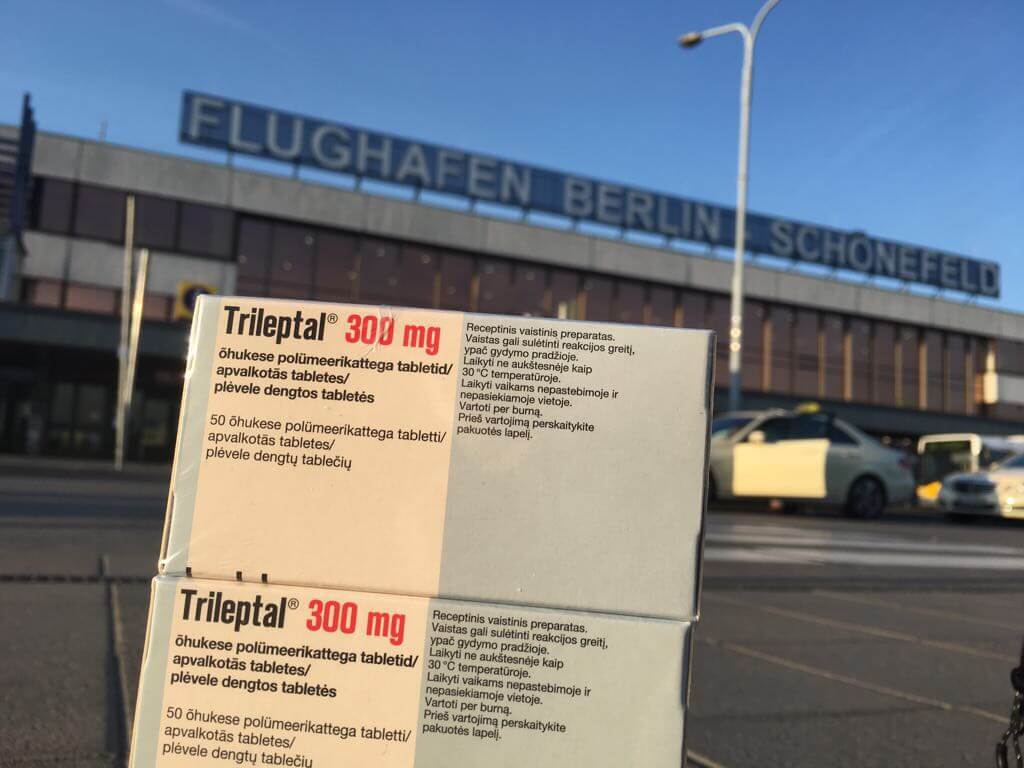 FLUGHAFEN BERLIN - SCHÖNEFELD
Trileptal® 300 mg
õhukese polümeerikattega tabletid/
apvalkotās tabletes/
plėvele dengtos tabletės
50 õhukese polümeerikattega tabletti/
apvalkotās tabletes/
plėvele dengtų tablečių
Receptinis vaistinis preparatas.
Vaistas gali sulėtinti reakcijos greitį,
ypač gydymo pradžioje.
Laikyti ne aukštesnėje kaip
30 °C temperatūroje.
Laikyti vaikams nepastebimoje ir
nepasiekiamoje vietoje.
Vartoti per burną.
Prieš vartojimą perskaitykite
pakuotės lapelį.
Trileptal® 300 mg
õhukese polümeerikattega tabletid/
apvalkotās tabletes/
plėvele dengtos tabletės
50 õhukese polümeerikattega tabletti/
apvalkotās tabletes/
plėvele dengtų tablečių
Receptinis vaistinis preparatas.
Vaistas gali sulėtinti reakcijos greitį,
ypač gydymo pradžioje.
Laikyti ne aukštesnėje kaip
30 °C temperatūroje.
Laikyti vaikams nepastebimoje ir
nepasiekiamoje vietoje.
Vartoti per burną.
Prieš vartojimą perskaitykite
pakuotės lapelį.